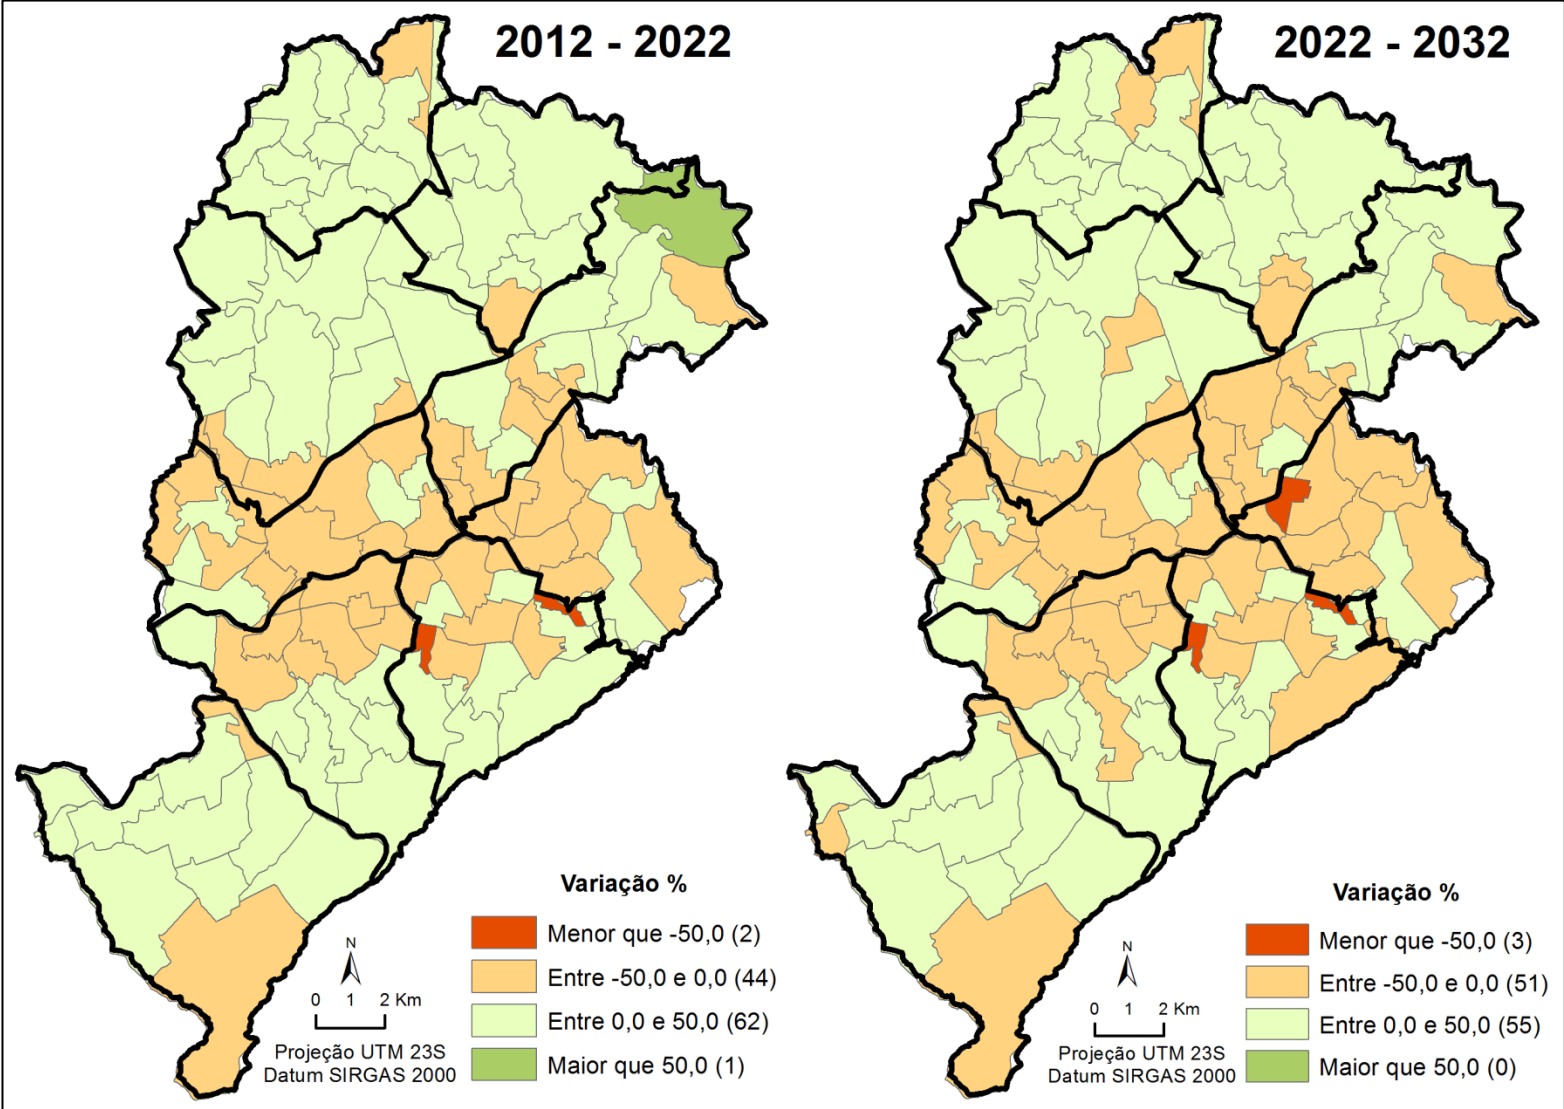 2012 - 2022
Variação %
Menor que -50,0 (2)
Entre -50,0 e 0,0 (44)
Entre 0,0 e 50,0 (62)
Maior que 50,0 (1)
N
0 1 2 Km
Projeção UTM 23S
Datum SIRGAS 2000
2022 - 2032
Variação %
Menor que -50,0 (3)
Entre -50,0 e 0,0 (51)
Entre 0,0 e 50,0 (55)
Maior que 50,0 (0)
N
0 1 2 Km
Projeção UTM 23S
Datum SIRGAS 2000